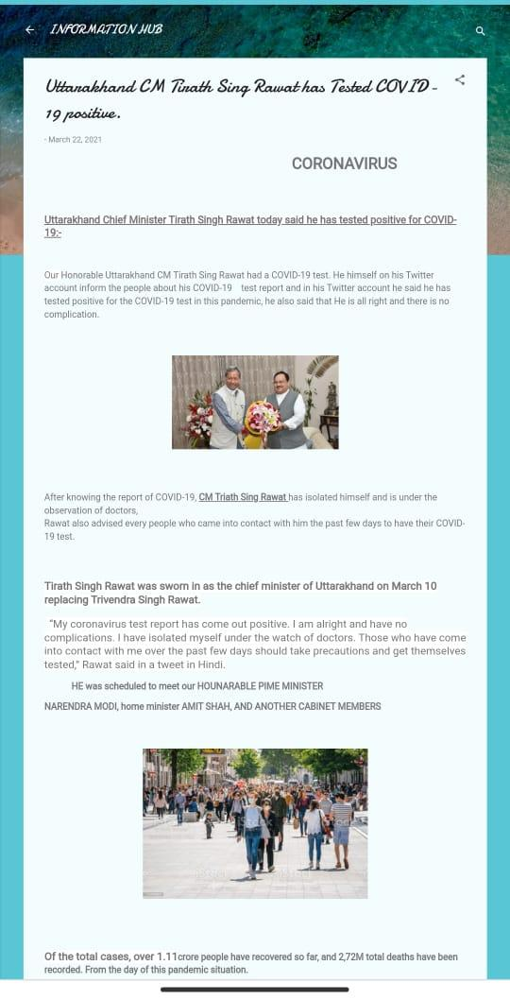 INFORMATION HUB
Uttarakhand CM Tirath Sing Rawat has Tested COVID-
19 positive.
- March 22, 2021
CORONAVIRUS
Uttarakhand Chief Minister Tirath Singh Rawat today said he has tested positive for COVID-
19:-
Our Honorable Uttarakhand CM Tirath Sing Rawat had a COVID-19 test. He himself on his Twitter
account inform the people about his COVID-19 test report and in his Twitter account he said he has
tested positive for the COVID-19 test in this pandemic, he also said that He is all right and there is no
complication.
After knowing the report of COVID-19, CM Triath Sing Rawat has isolated himself and is under the
observation of doctors,
Rawat also advised every people who came into contact with him the past few days to have their COVID-
19 test.
Tirath Singh Rawat was sworn in as the chief minister of Uttarakhand on March 10
replacing Trivendra Singh Rawat.
"My coronavirus test report has come out positive. I am alright and have no
complications. I have isolated myself under the watch of doctors. Those who have come
into contact with me over the past few days should take precautions and get themselves
tested," Rawat said in a tweet in Hindi.
HE was scheduled to meet our HOUNARABLE PIME MINISTER
NARENDRA MODI, home minister AMIT SHAH, AND ANOTHER CABINET MEMBERS
iStock
Of the total cases, over 1.11crore people have recovered so far, and 2,72M total deaths have been
recorded. From the day of this pandemic situation.